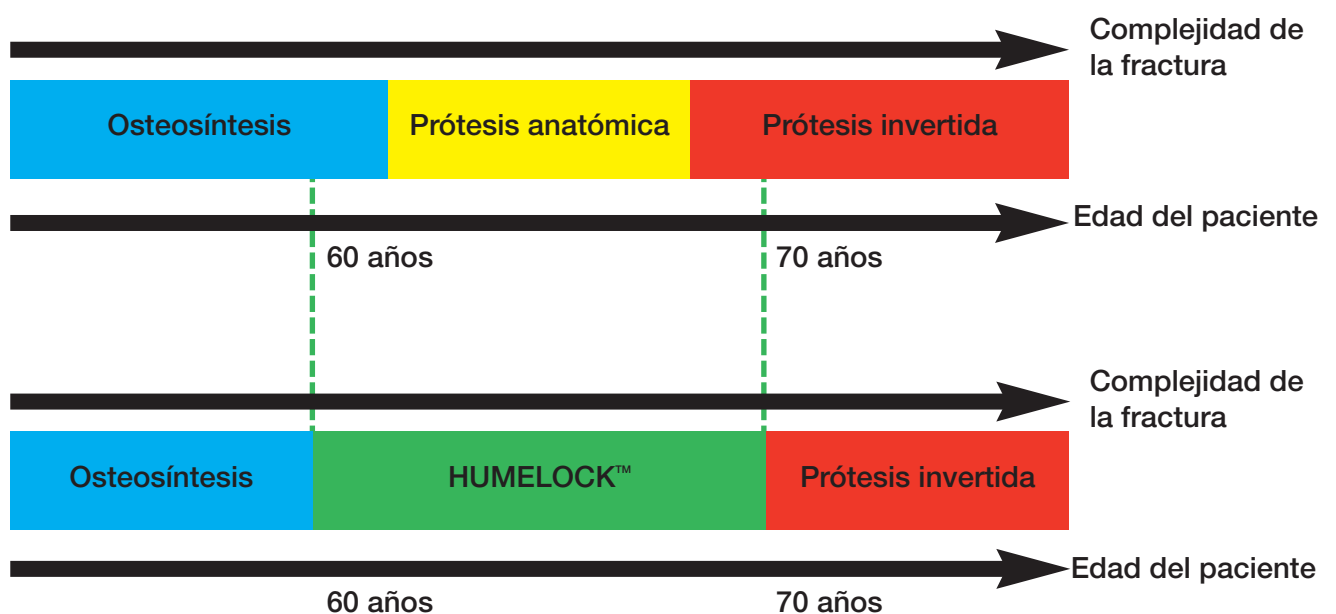 Complejidad de
la fractura
Osteosíntesis Prótesis anatómica Prótesis invertida
Edad del paciente
60 años 70 años
Complejidad de
la fractura
Osteosíntesis HUMELOCK™ Prótesis invertida
Edad del paciente
60 años 70 años